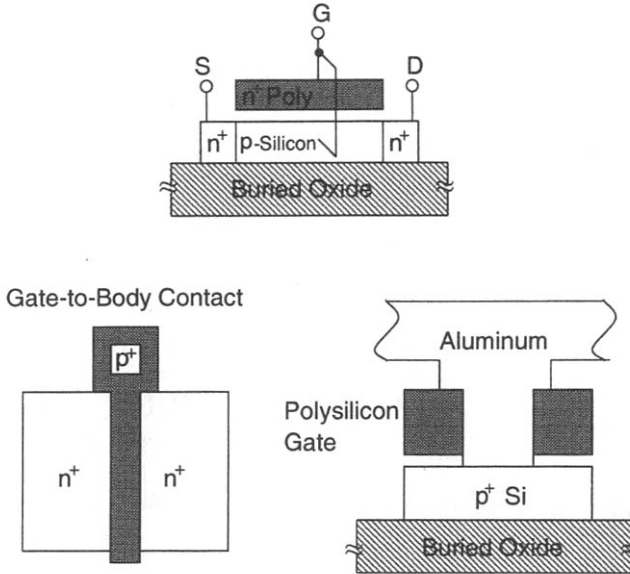 G
S
D
n+ Poly
n+
p-Silicon
n+
Buried Oxide
Gate-to-Body Contact
p+
n+
n+
Aluminum
Polysilicon
Gate
p+ Si
Buried Oxide